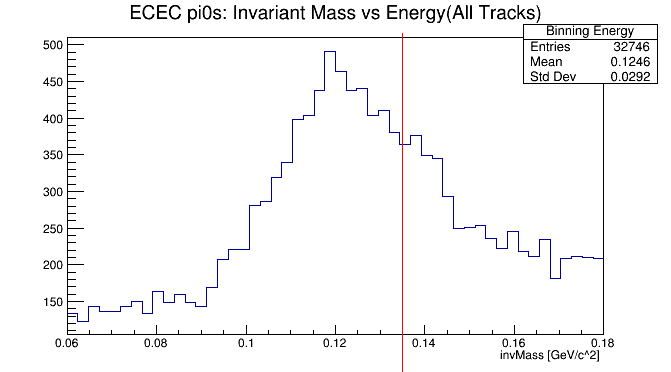 ECEC pi0s: Invariant Mass vs Energy(All Tracks)
Binning Energy
Entries 32746
Mean 0.1246
Std Dev 0.0292
500
450
400
350
300
250
200
150
0.06 0.08 0.1 0.12 0.14 0.16 0.18
invMass [GeV/c^2]